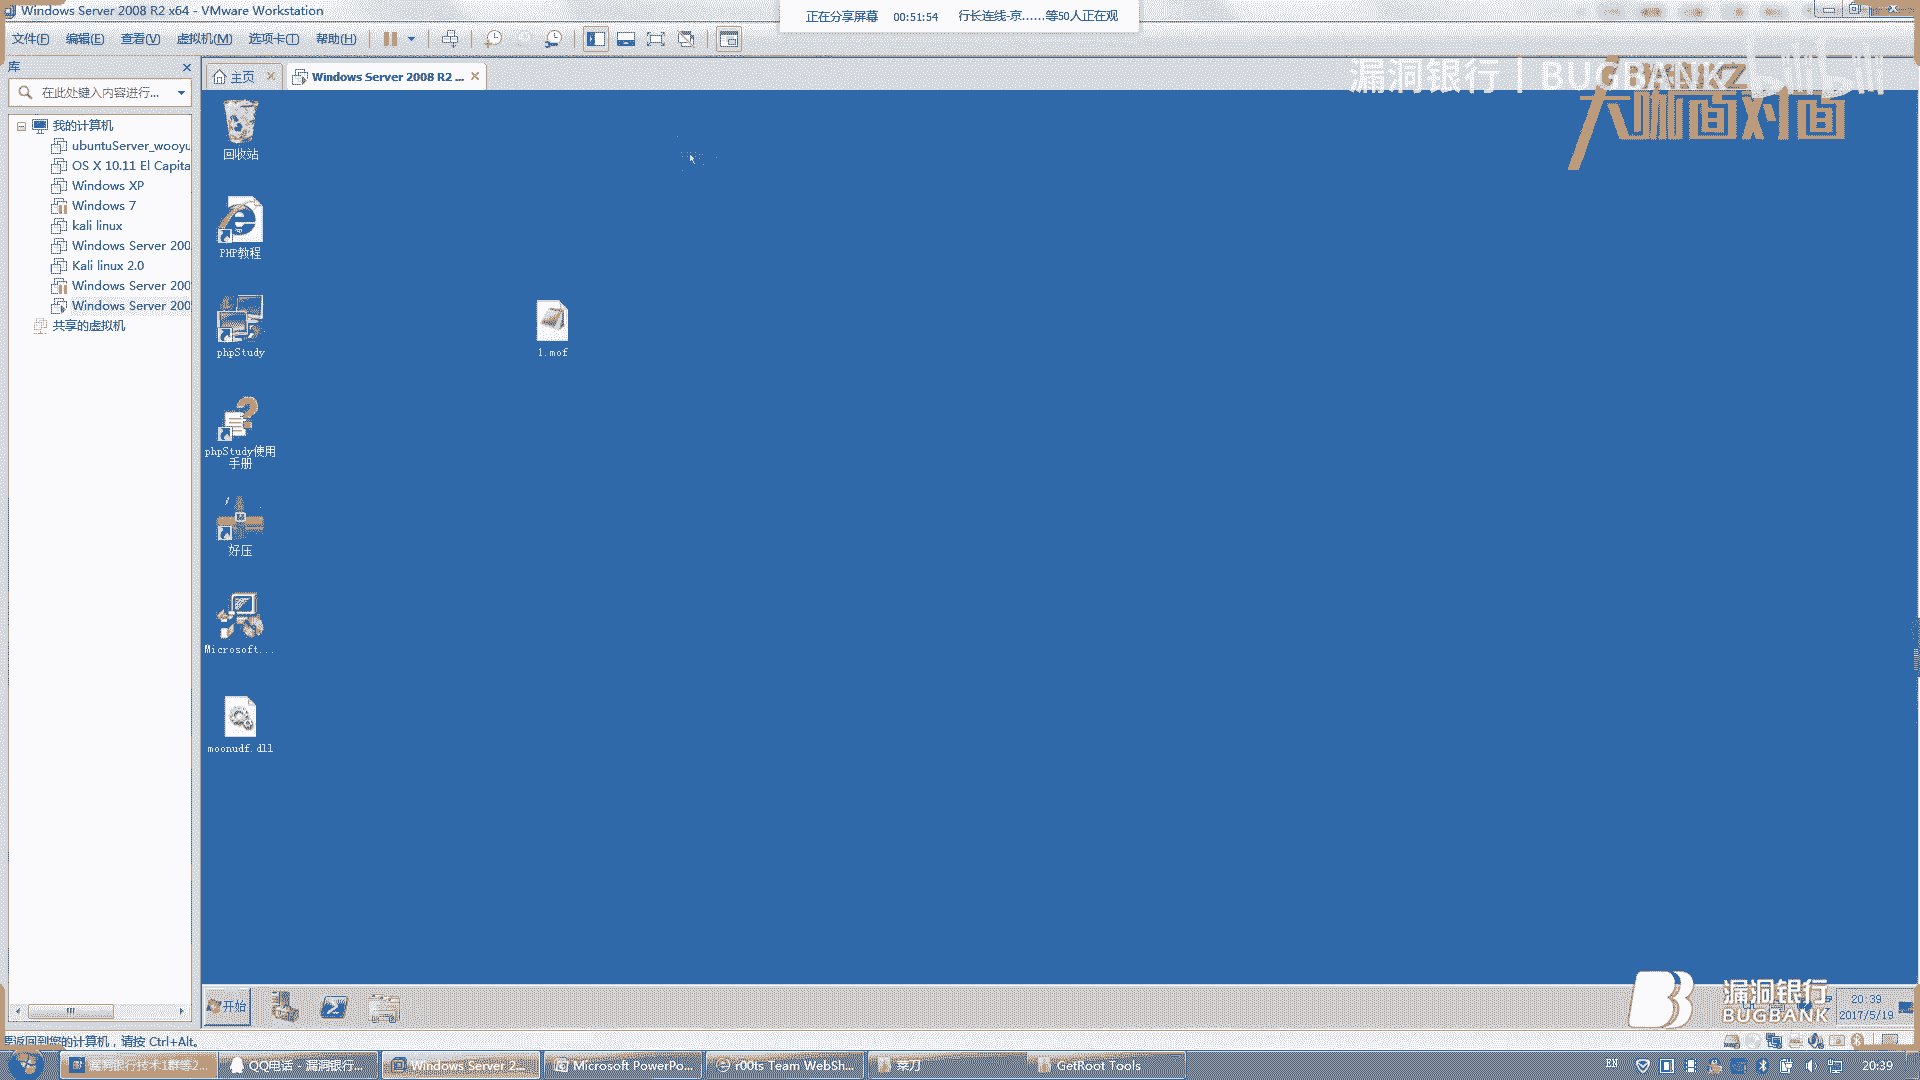 Windows Server 2008 R2 x64 - VMware Workstation
正在分享屏幕 00:51:54 行长连线-京……等50人正在观
文件(F) 编辑(E) 查看(V) 虚拟机(M) 选项卡(T) 帮助(H)
库
主页
Windows Server 2008 R2 ...
漏洞银行 | BUGBANK
bilibili
大咖面对面
在此处键入内容进行...
我的计算机
ubuntuServer_wooyu
OS X 10.11 El Capita
Windows XP
Windows 7
kali linux
Windows Server 200
Kali linux 2.0
Windows Server 200
Windows Server 200
共享的虚拟机
回收站
PHP教程
phpStudy
1.mof
phpStudy使用
手册
好压
Microsoft...
moonudf.dll
开始
漏洞银行
BUGBANK
20:39
2017/5/19
要返回到您的计算机，请按 Ctrl+Alt。
漏洞银行技术1群等2...
QQ电话 - 漏洞银行...
Windows Server 2...
Microsoft PowerPo...
r00ts Team WebSh...
菜刀
GetRoot Tools
EN
20:39